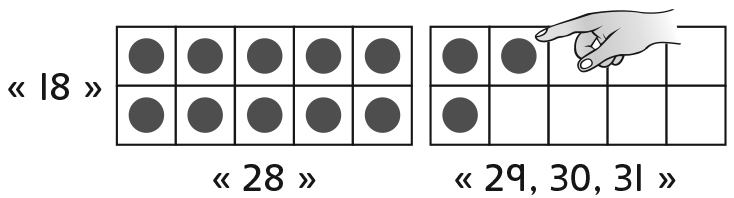 « 18 »
« 28 »
« 29, 30, 31 »